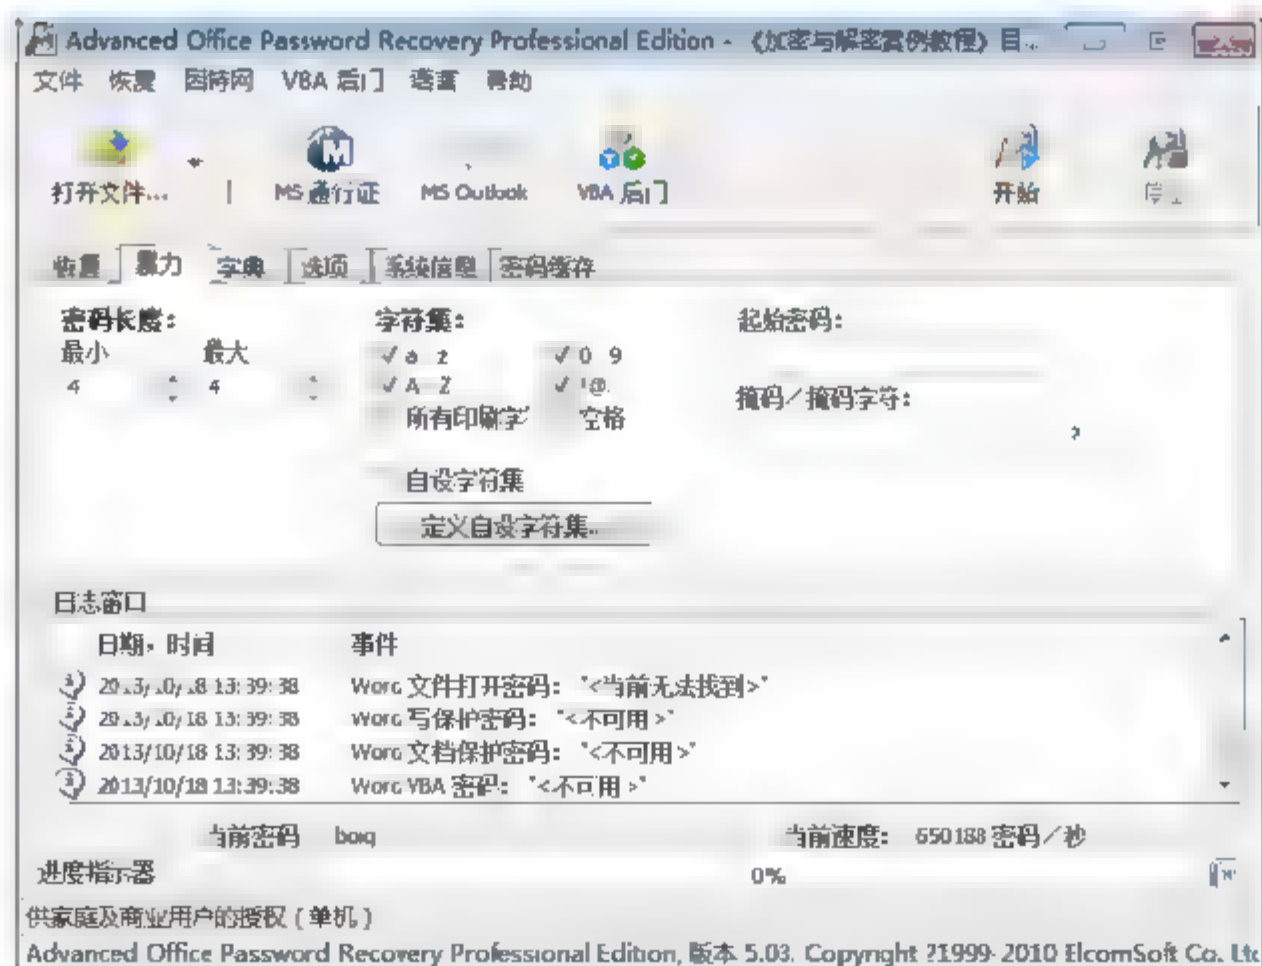 Advanced Office Password Recovery Professional Edition - 《加密与解密实例教程》目...
文件 恢复 因特网 VBA 后门 语言 帮助
打开文件... MS 通行证 MS Outlook VBA 后门 开始
恢复 暴力 字典 选项 系统信息 密码缓存
密码长度: 字符集: 起始密码:
最小 最大 a z 0 9
4 4 A-Z !@.
掩码/掩码字符:
所有印刷字 空格
?
自设字符集
定义自设字符集..
日志窗口
日期, 时间 事件
2013/10/18 13:39:38 Word 文件打开密码: "<当前无法找到>"
2013/10/18 13:39:38 Word 写保护密码: "<不可用>"
2013/10/18 13:39:38 Word 文档保护密码: "<不可用>"
2013/10/18 13:39:38 Word VBA 密码: "<不可用>"
当前密码 当前速度: 650188 密码/秒
进度指示器 0%
供家庭及商业用户的授权 (单机)
Advanced Office Password Recovery Professional Edition, 版本 5.03. Copyright ?1999-2010 ElcomSoft Co. Ltd